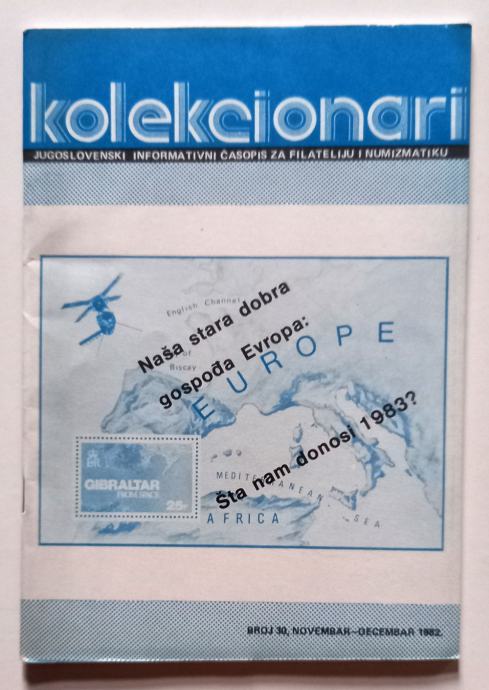 kolekcionari
JUGOSLOVENSKI INFORMATIVNI ČASOPIS ZA FILATELIJU I NUMIZMATIKU
English Channel
Naša stara dobra
gospođa Evropa:
of
Biscay
EUROPE
Šta nam donosi 1983?
MEDITERRANEAN SEA
GIBRALTAR
FROM SPACE
25P
AFRICA
BROJ 30, NOVEMBAR—DECEMBAR 1982.